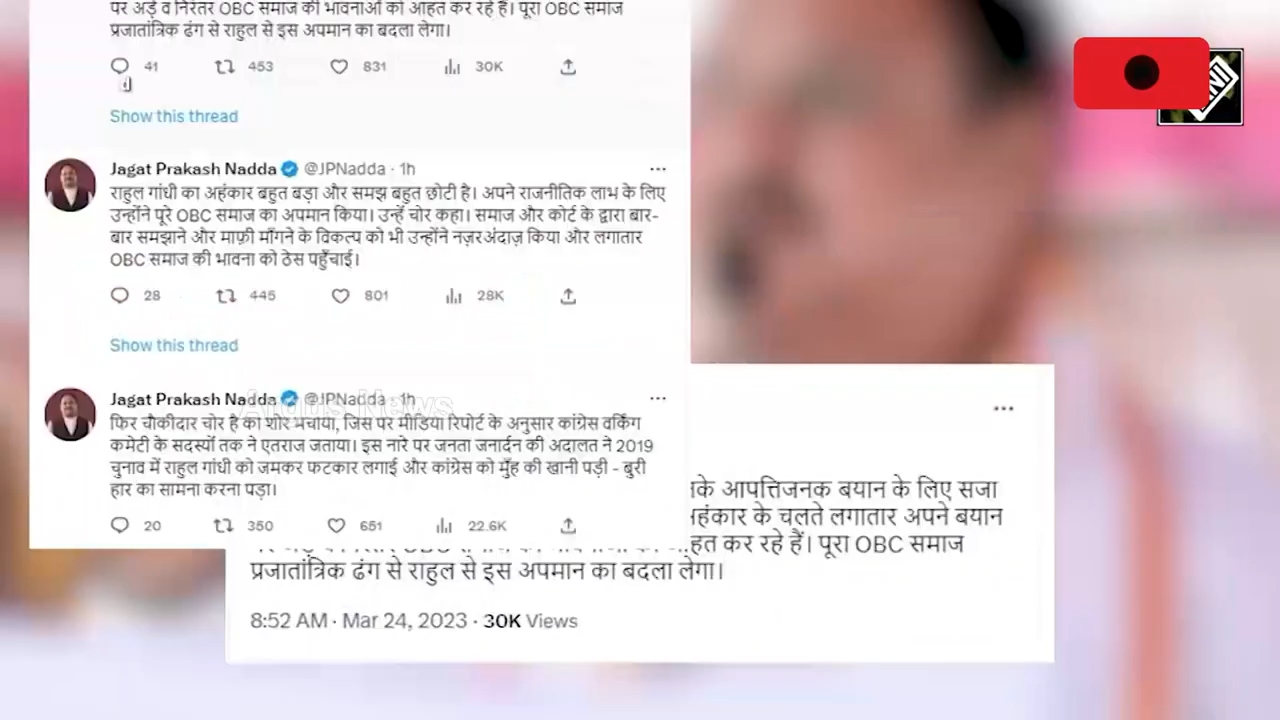 पर अड़े व निरंतर OBC समाज की भावनाओं को आहत कर रहे हैं। पूरा OBC समाज
प्रजातांत्रिक ढंग से राहुल से इस अपमान का बदला लेगा।
41 453 831 30K
Show this thread
Jagat Prakash Nadda @JPNadda · 1h
राहुल गांधी का अहंकार बहुत बड़ा और समझ बहुत छोटी है। अपने राजनीतिक लाभ के लिए
उन्होंने पूरे OBC समाज का अपमान किया। उन्हें चोर कहा। समाज और कोर्ट के द्वारा बार-
बार समझाने और माफ़ी माँगने के विकल्प को भी उन्होंने नज़रअंदाज़ किया और लगातार
OBC समाज की भावना को ठेस पहुँचाई।
28 445 801 28K
Show this thread
Jagat Prakash Nadda @JPNadda · 1h
Argus News
फिर चौकीदार चोर है का शोर मचाया, जिस पर मीडिया रिपोर्ट के अनुसार कांग्रेस वर्किंग
कमेटी के सदस्यों तक ने एतराज जताया। इस नारे पर जनता जनार्दन की अदालत ने 2019
चुनाव में राहुल गांधी को जमकर फटकार लगाई और कांग्रेस को मुँह की खानी पड़ी - बुरी
हार का सामना करना पड़ा।
20 350 651 22.6K
आपत्तिजनक बयान के लिए सजा
के चलते लगातार अपने बयान
कर रहे हैं। पूरा OBC समाज
प्रजातांत्रिक ढंग से राहुल से इस अपमान का बदला लेगा।
8:52 AM · Mar 24, 2023 · 30K Views